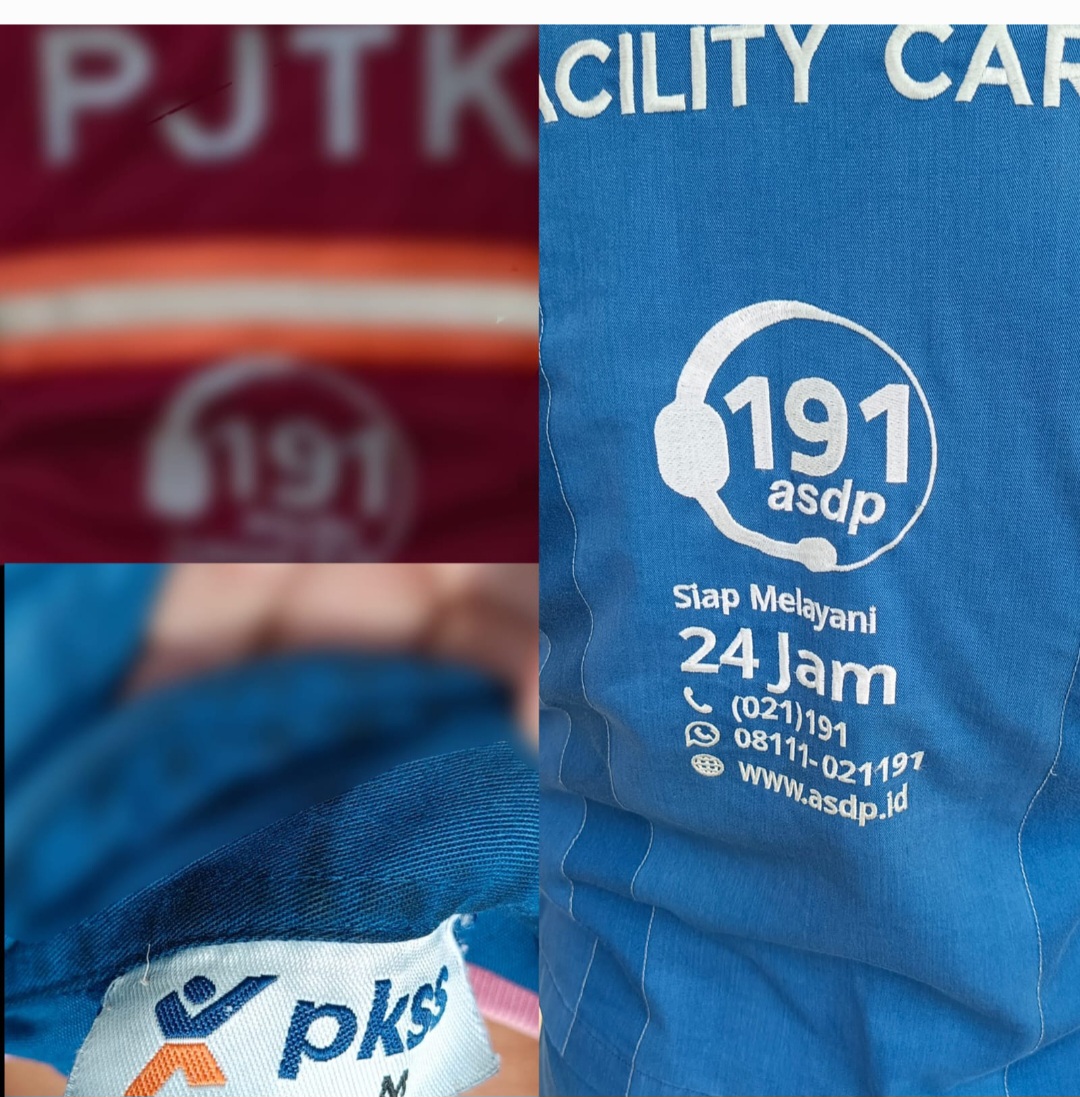 PJTK
191
ACILITY CAR
191
asdp
Siap Melayani
24 Jam
(021)191
08111-021191
www.asdp.id
pkss
M